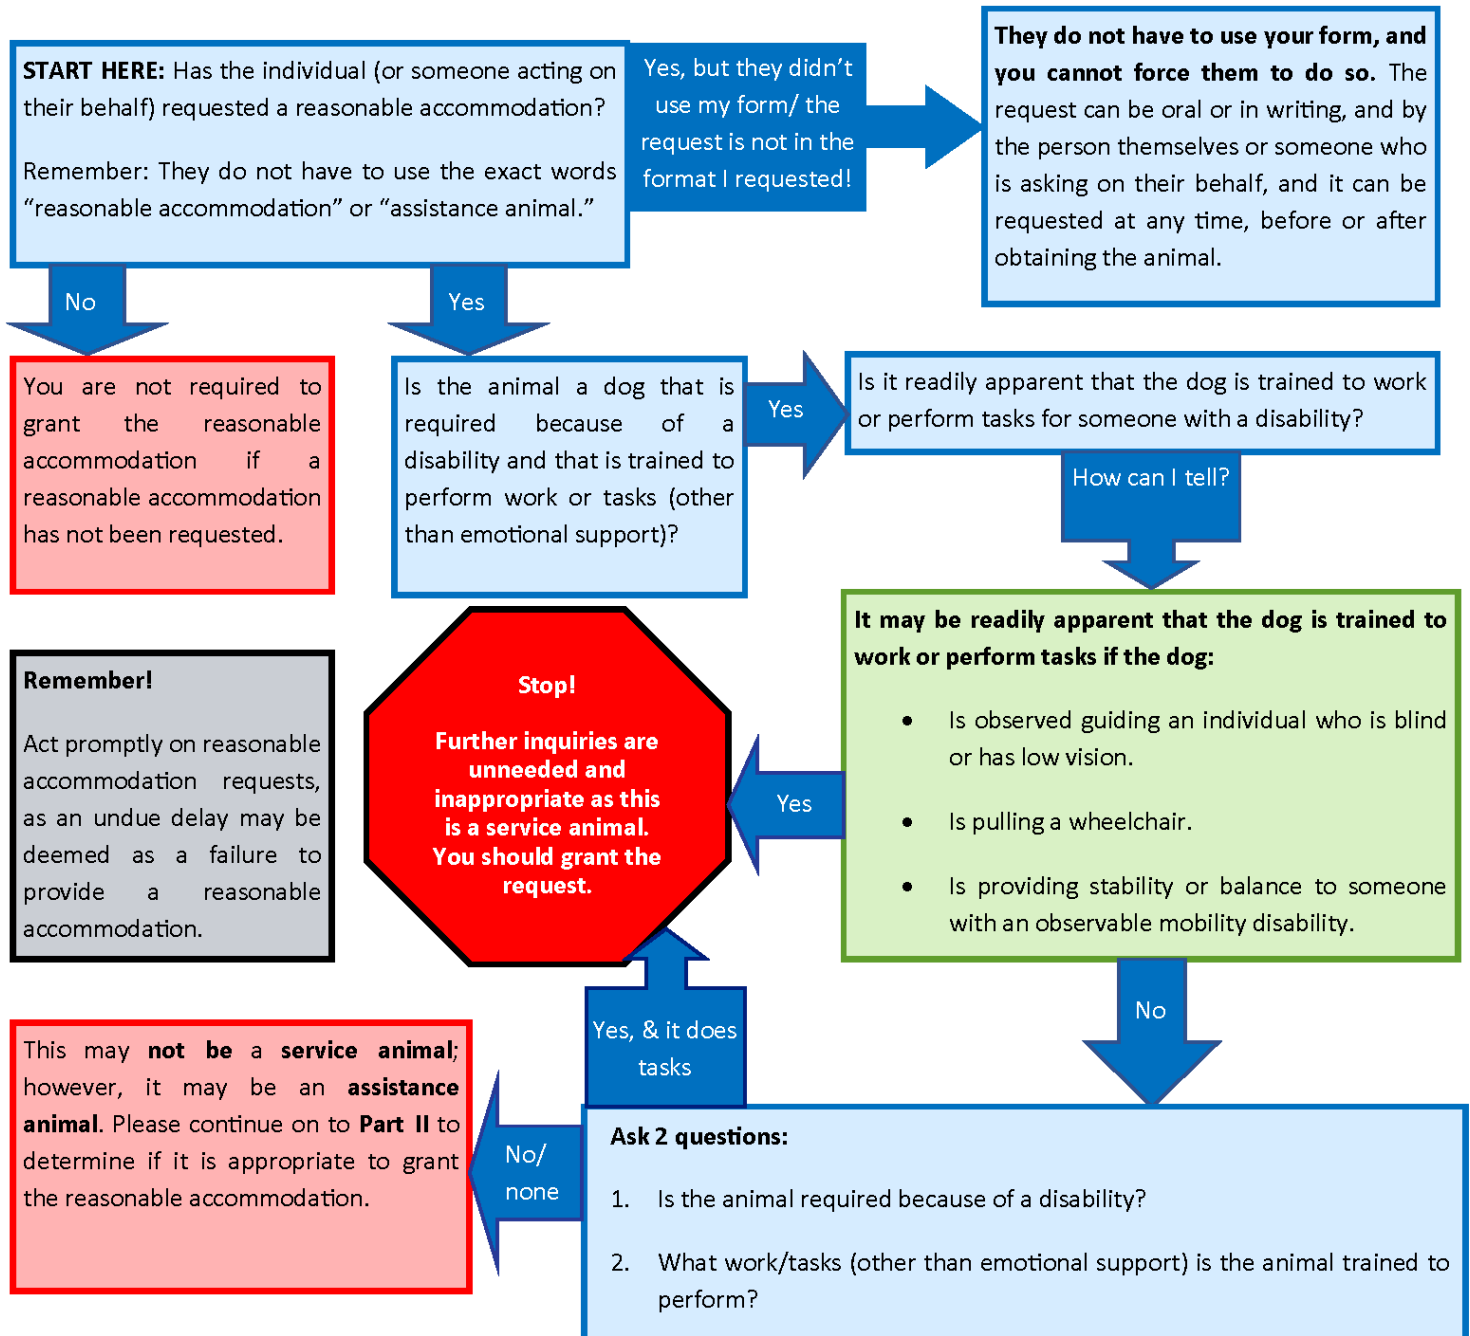 START HERE: Has the individual (or someone acting on
their behalf) requested a reasonable accommodation?
Remember: They do not have to use the exact words
“reasonable accommodation” or “assistance animal.”
Yes, but they didn’t
use my form/ the
request is not in the
format I requested!
They do not have to use your form, and
you cannot force them to do so. The
request can be oral or in writing, and by
the person themselves or someone who
is asking on their behalf, and it can be
requested at any time, before or after
obtaining the animal.
No
Yes
You are not required to
grant the reasonable
accommodation if a
reasonable accommodation
has not been requested.
Is the animal a dog that is
required because of a
disability and that is trained to
perform work or tasks (other
than emotional support)?
Yes
Is it readily apparent that the dog is trained to work
or perform tasks for someone with a disability?
How can I tell?
It may be readily apparent that the dog is trained to
work or perform tasks if the dog:
• Is observed guiding an individual who is blind
or has low vision.
• Is pulling a wheelchair.
• Is providing stability or balance to someone
with an observable mobility disability.
Yes
Stop!
Further inquiries are
unneeded and
inappropriate as this
is a service animal.
You should grant the
request.
Remember!
Act promptly on reasonable
accommodation requests,
as an undue delay may be
deemed as a failure to
provide a reasonable
accommodation.
No
Yes, & it does
tasks
This may not be a service animal;
however, it may be an assistance
animal. Please continue on to Part II to
determine if it is appropriate to grant
the reasonable accommodation.
No/
none
Ask 2 questions:
1. Is the animal required because of a disability?
2. What work/tasks (other than emotional support) is the animal trained to
perform?